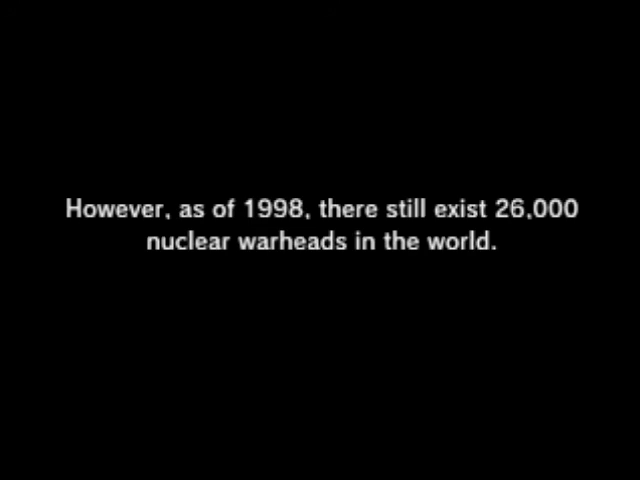 However, as of 1998, there still exist 26,000
nuclear warheads in the world.